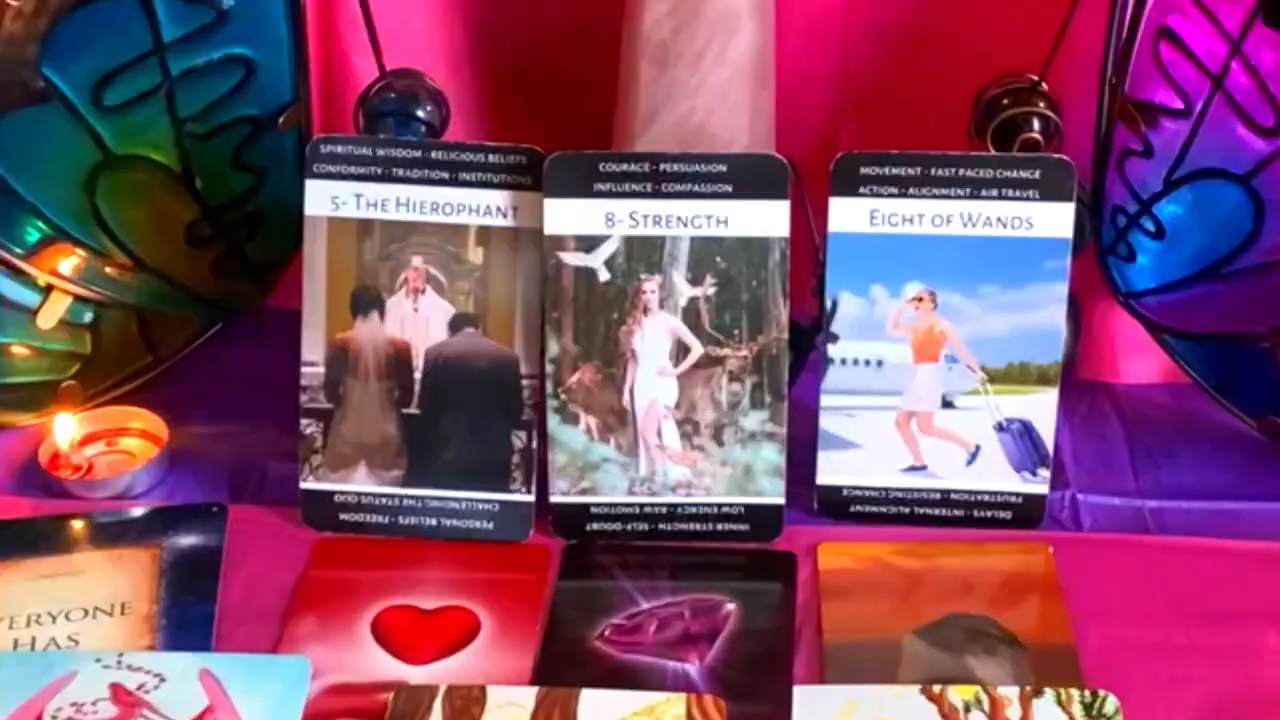 SPIRITUAL WISDOM - RELIGIOUS BELIEFS
CONFORMITY - TRADITION - INSTITUTIONS
5- THE HIEROPHANT
CHALLENGING THE STATUS QUO
PERSONAL BELIEFS - FREEDOM
COURAGE - PERSUASION
INFLUENCE - COMPASSION
8- STRENGTH
LOW ENERGY - RAW EMOTION
INNER STRENGTH - SELF-DOUBT
MOVEMENT - FAST PACED CHANGE
ACTION - ALIGNMENT - AIR TRAVEL
EIGHT OF WANDS
FRUSTRATION - RESISTING CHANGE
DELAYS - INTERNAL ALIGNMENT
VERYONE
HAS